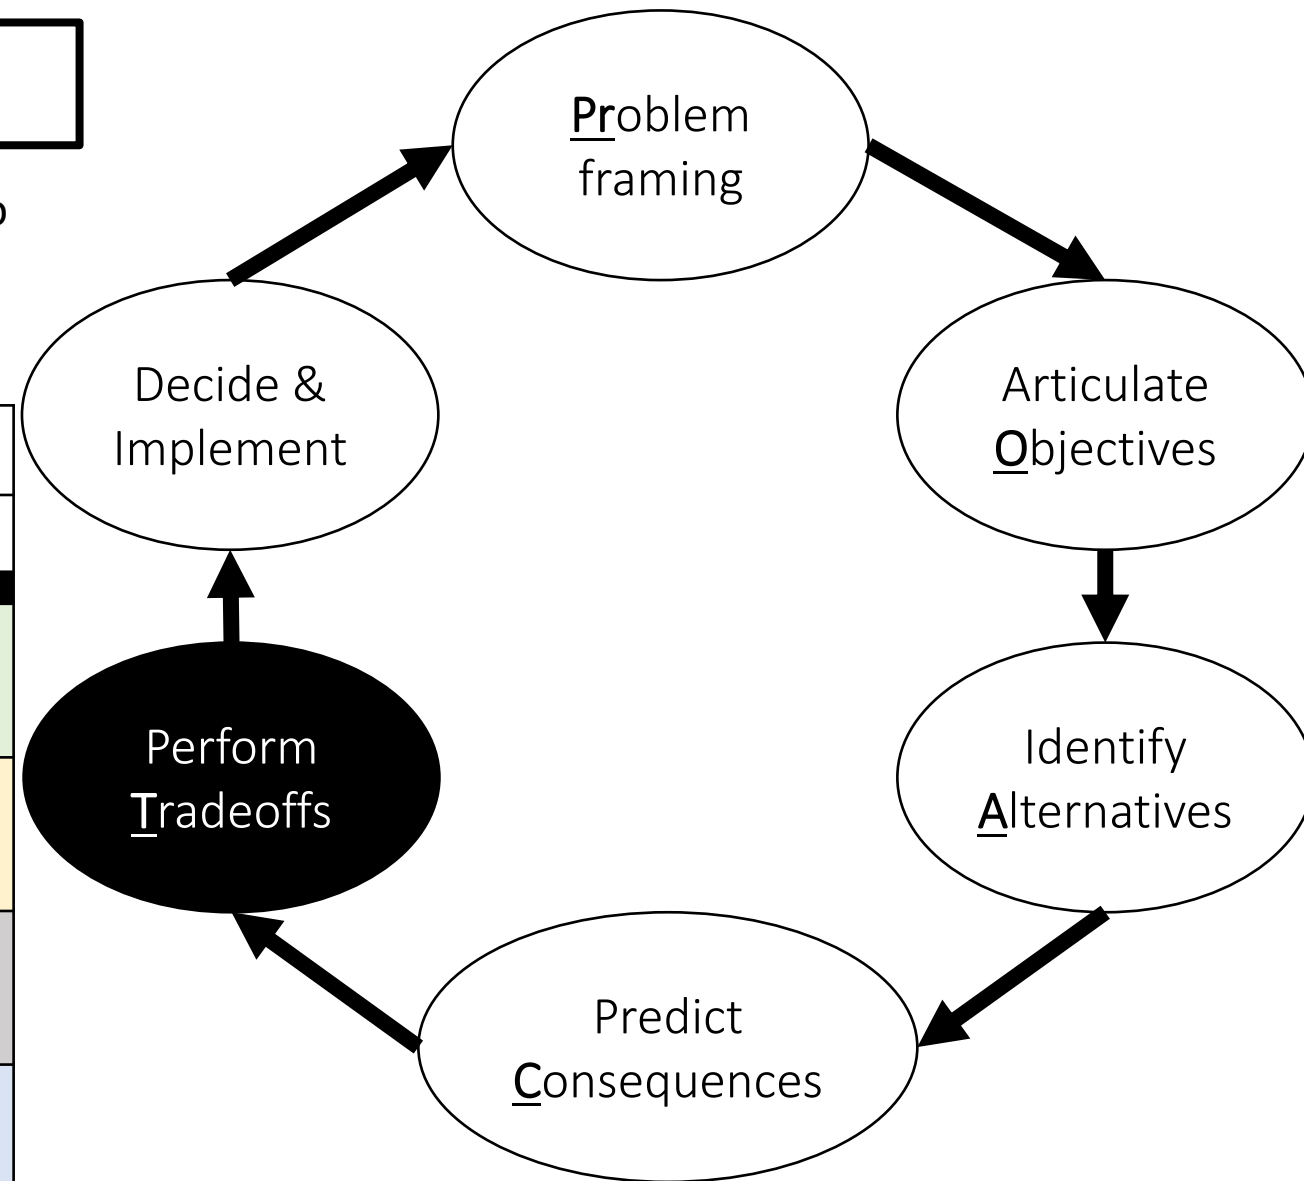 Problem
framing
Articulate
Objectives
Identify
Alternatives
Predict
Consequences
Perform
Tradeoffs
Decide &
Implement